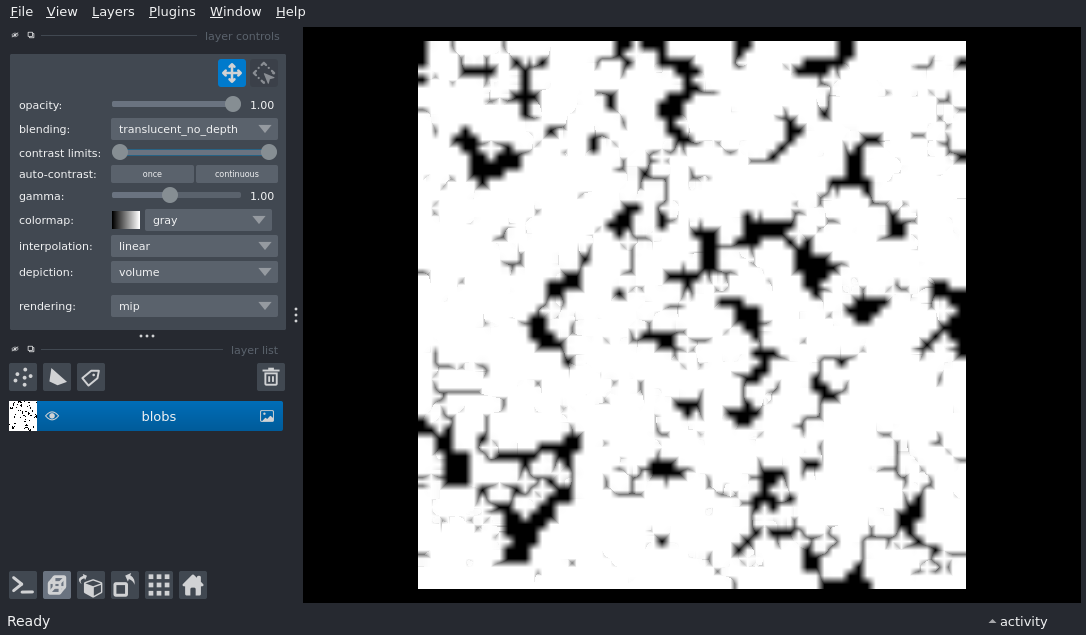 File View Layers Plugins Window Help
layer controls
opacity: 1.00
blending: translucent_no_depth
contrast limits:
auto-contrast: once continuous
gamma: 1.00
colormap: gray
interpolation: linear
depiction: volume
rendering: mip
layer list
blobs
Ready activity